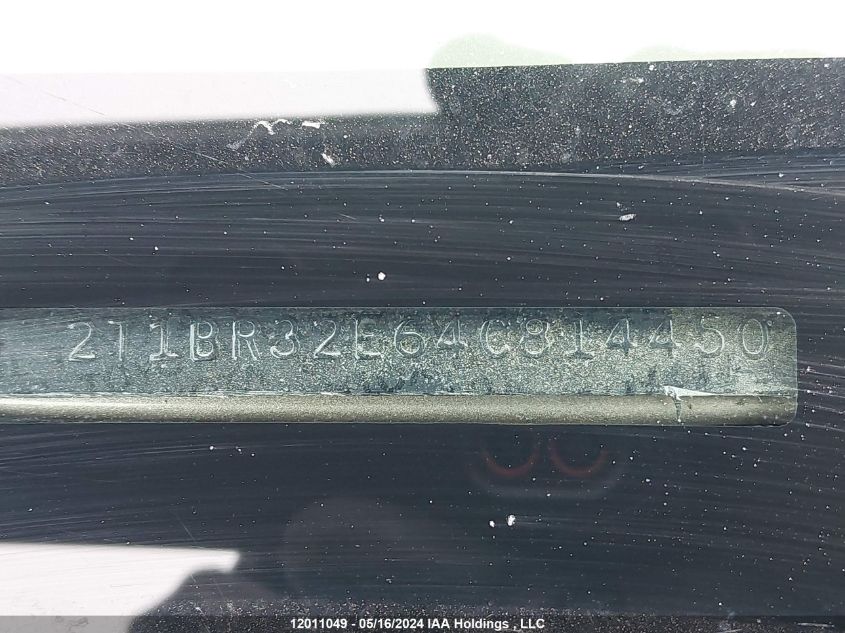 2T1BR32E64C814450
12011049 - 05/16/2024 IAA Holdings , LLC